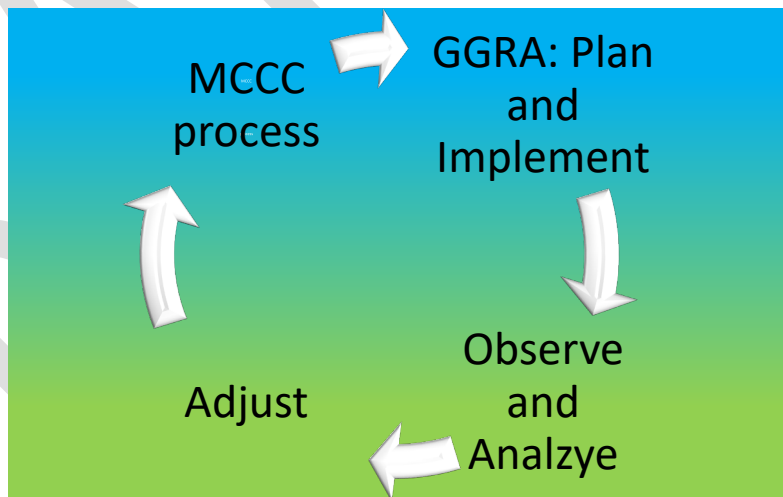 MCCC
process
GGRA: Plan
and
Implement
Observe
and
Analzye
Adjust